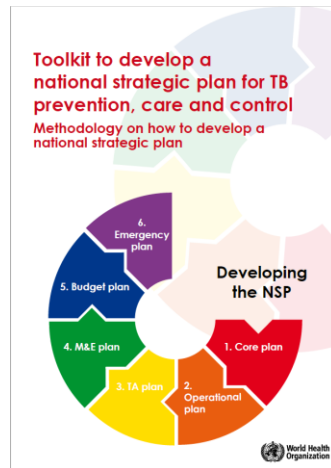 Toolkit to develop a
national strategic plan for TB
prevention, care and control
Methodology on how to develop a
national strategic plan
6.
Emergency
plan
Developing
the NSP
5. Budget plan
1. Core plan
4. M&E plan
3. TA plan
2.
Operational
plan
World Health
Organization